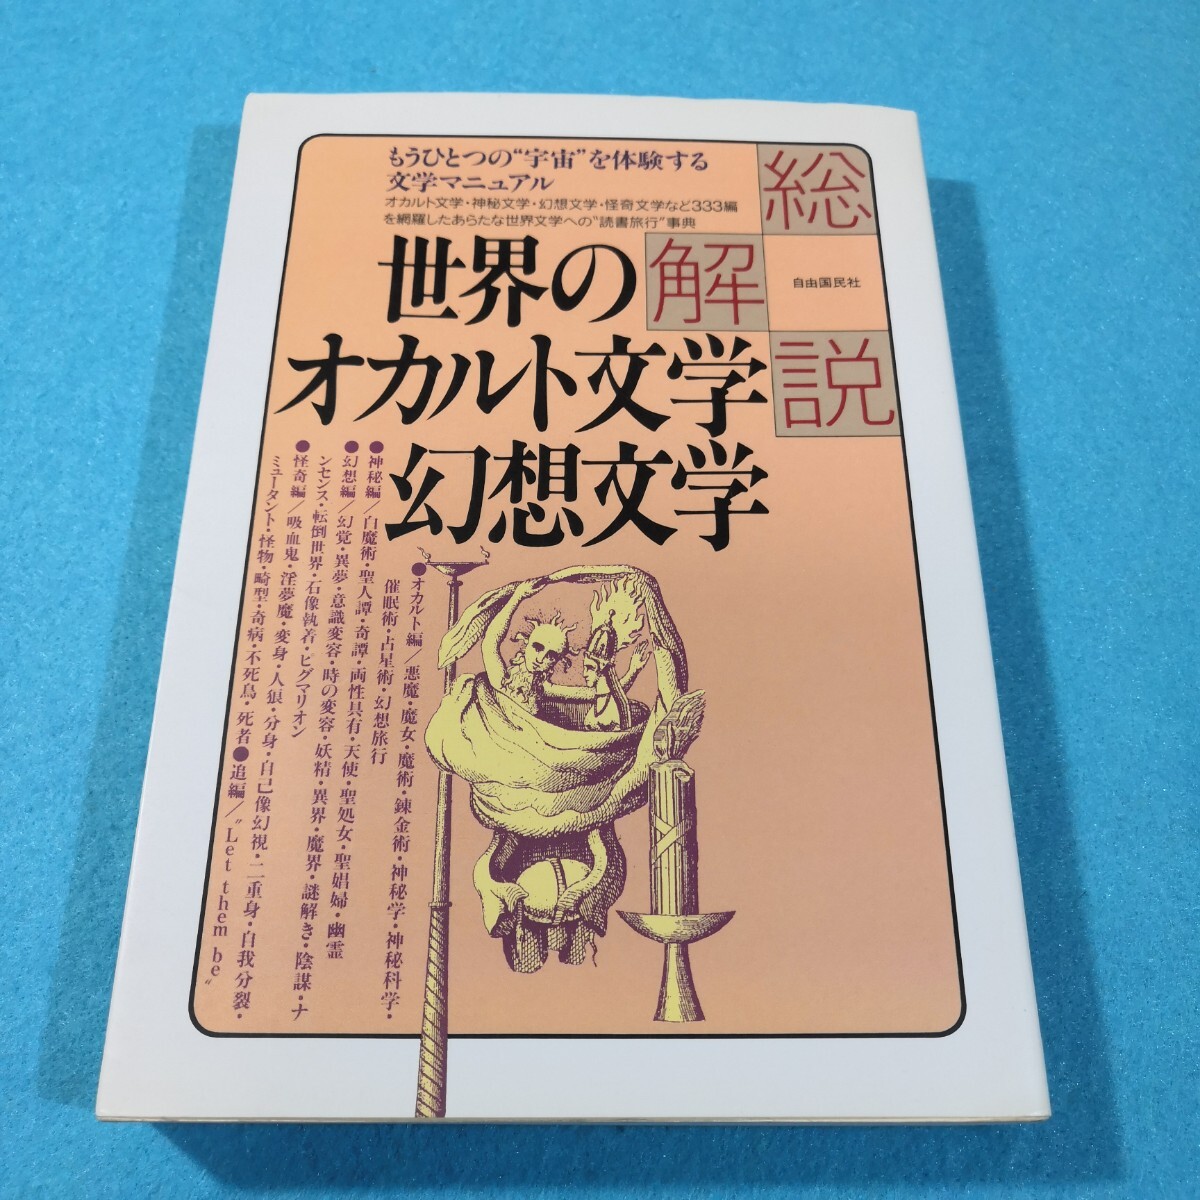 もうひとつの“宇宙”を体験する
文学マニュアル
オカルト文学・神秘文学・幻想文学・怪奇文学など333編
を網羅したあらたな世界文学への“読書旅行”事典
総
解
説
自由国民社
世界の
オカルト文学
幻想文学
●オカルト編／悪魔・魔女・魔術・錬金術・神秘学・神秘科学・
催眠術・占星術・幻想旅行
●神秘編／白魔術・聖人譚・奇譚・両性具有・天使・聖処女・聖娼婦・幽霊
●幻想編／幻覚・異夢・意識変容・時の変容・妖精・異界・魔界・謎解き・陰謀・ナ
ンセンス・転倒世界・石像執着・ピグマリオン
●怪奇編／吸血鬼・淫夢魔・変身・人狼・分身・自己像幻視・二重身・自我分裂・
ミュータント・怪物・畸型・奇病・不死鳥・死者●追編／“Let them be”